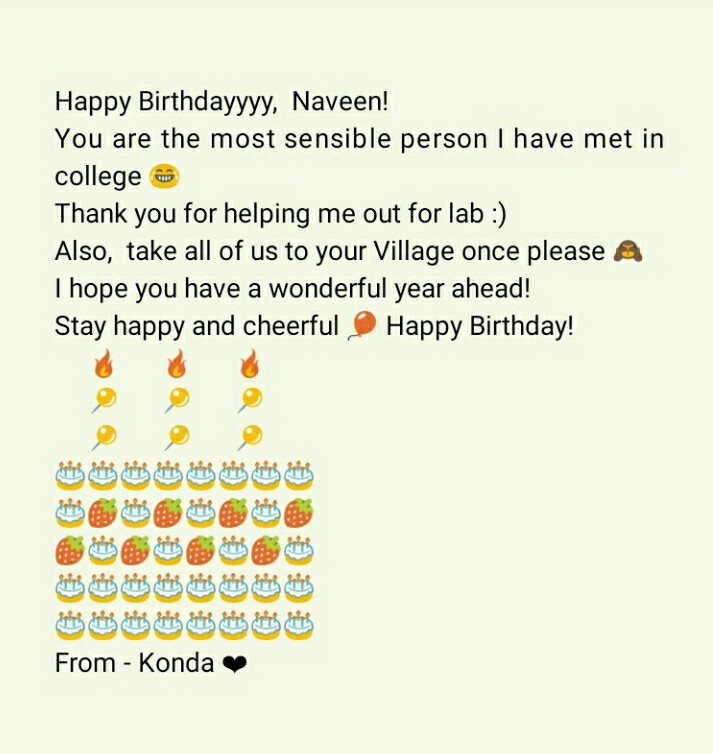 Happy Birthdayyyy, Naveen!
You are the most sensible person I have met in
college 😂
Thank you for helping me out for lab :)
Also, take all of us to your Village once please 🙈
I hope you have a wonderful year ahead!
Stay happy and cheerful 🎈 Happy Birthday!
🔥 🔥 🔥
📍 📍 📍
📍 📍 📍
🎂🎂🎂🎂🎂🎂🎂🎂
🎂🍓🎂🍓🎂🍓🎂🍓
🍓🎂🍓🎂🍓🎂🍓🎂
🎂🎂🎂🎂🎂🎂🎂🎂
🎂🎂🎂🎂🎂🎂🎂🎂
From - Konda ❤